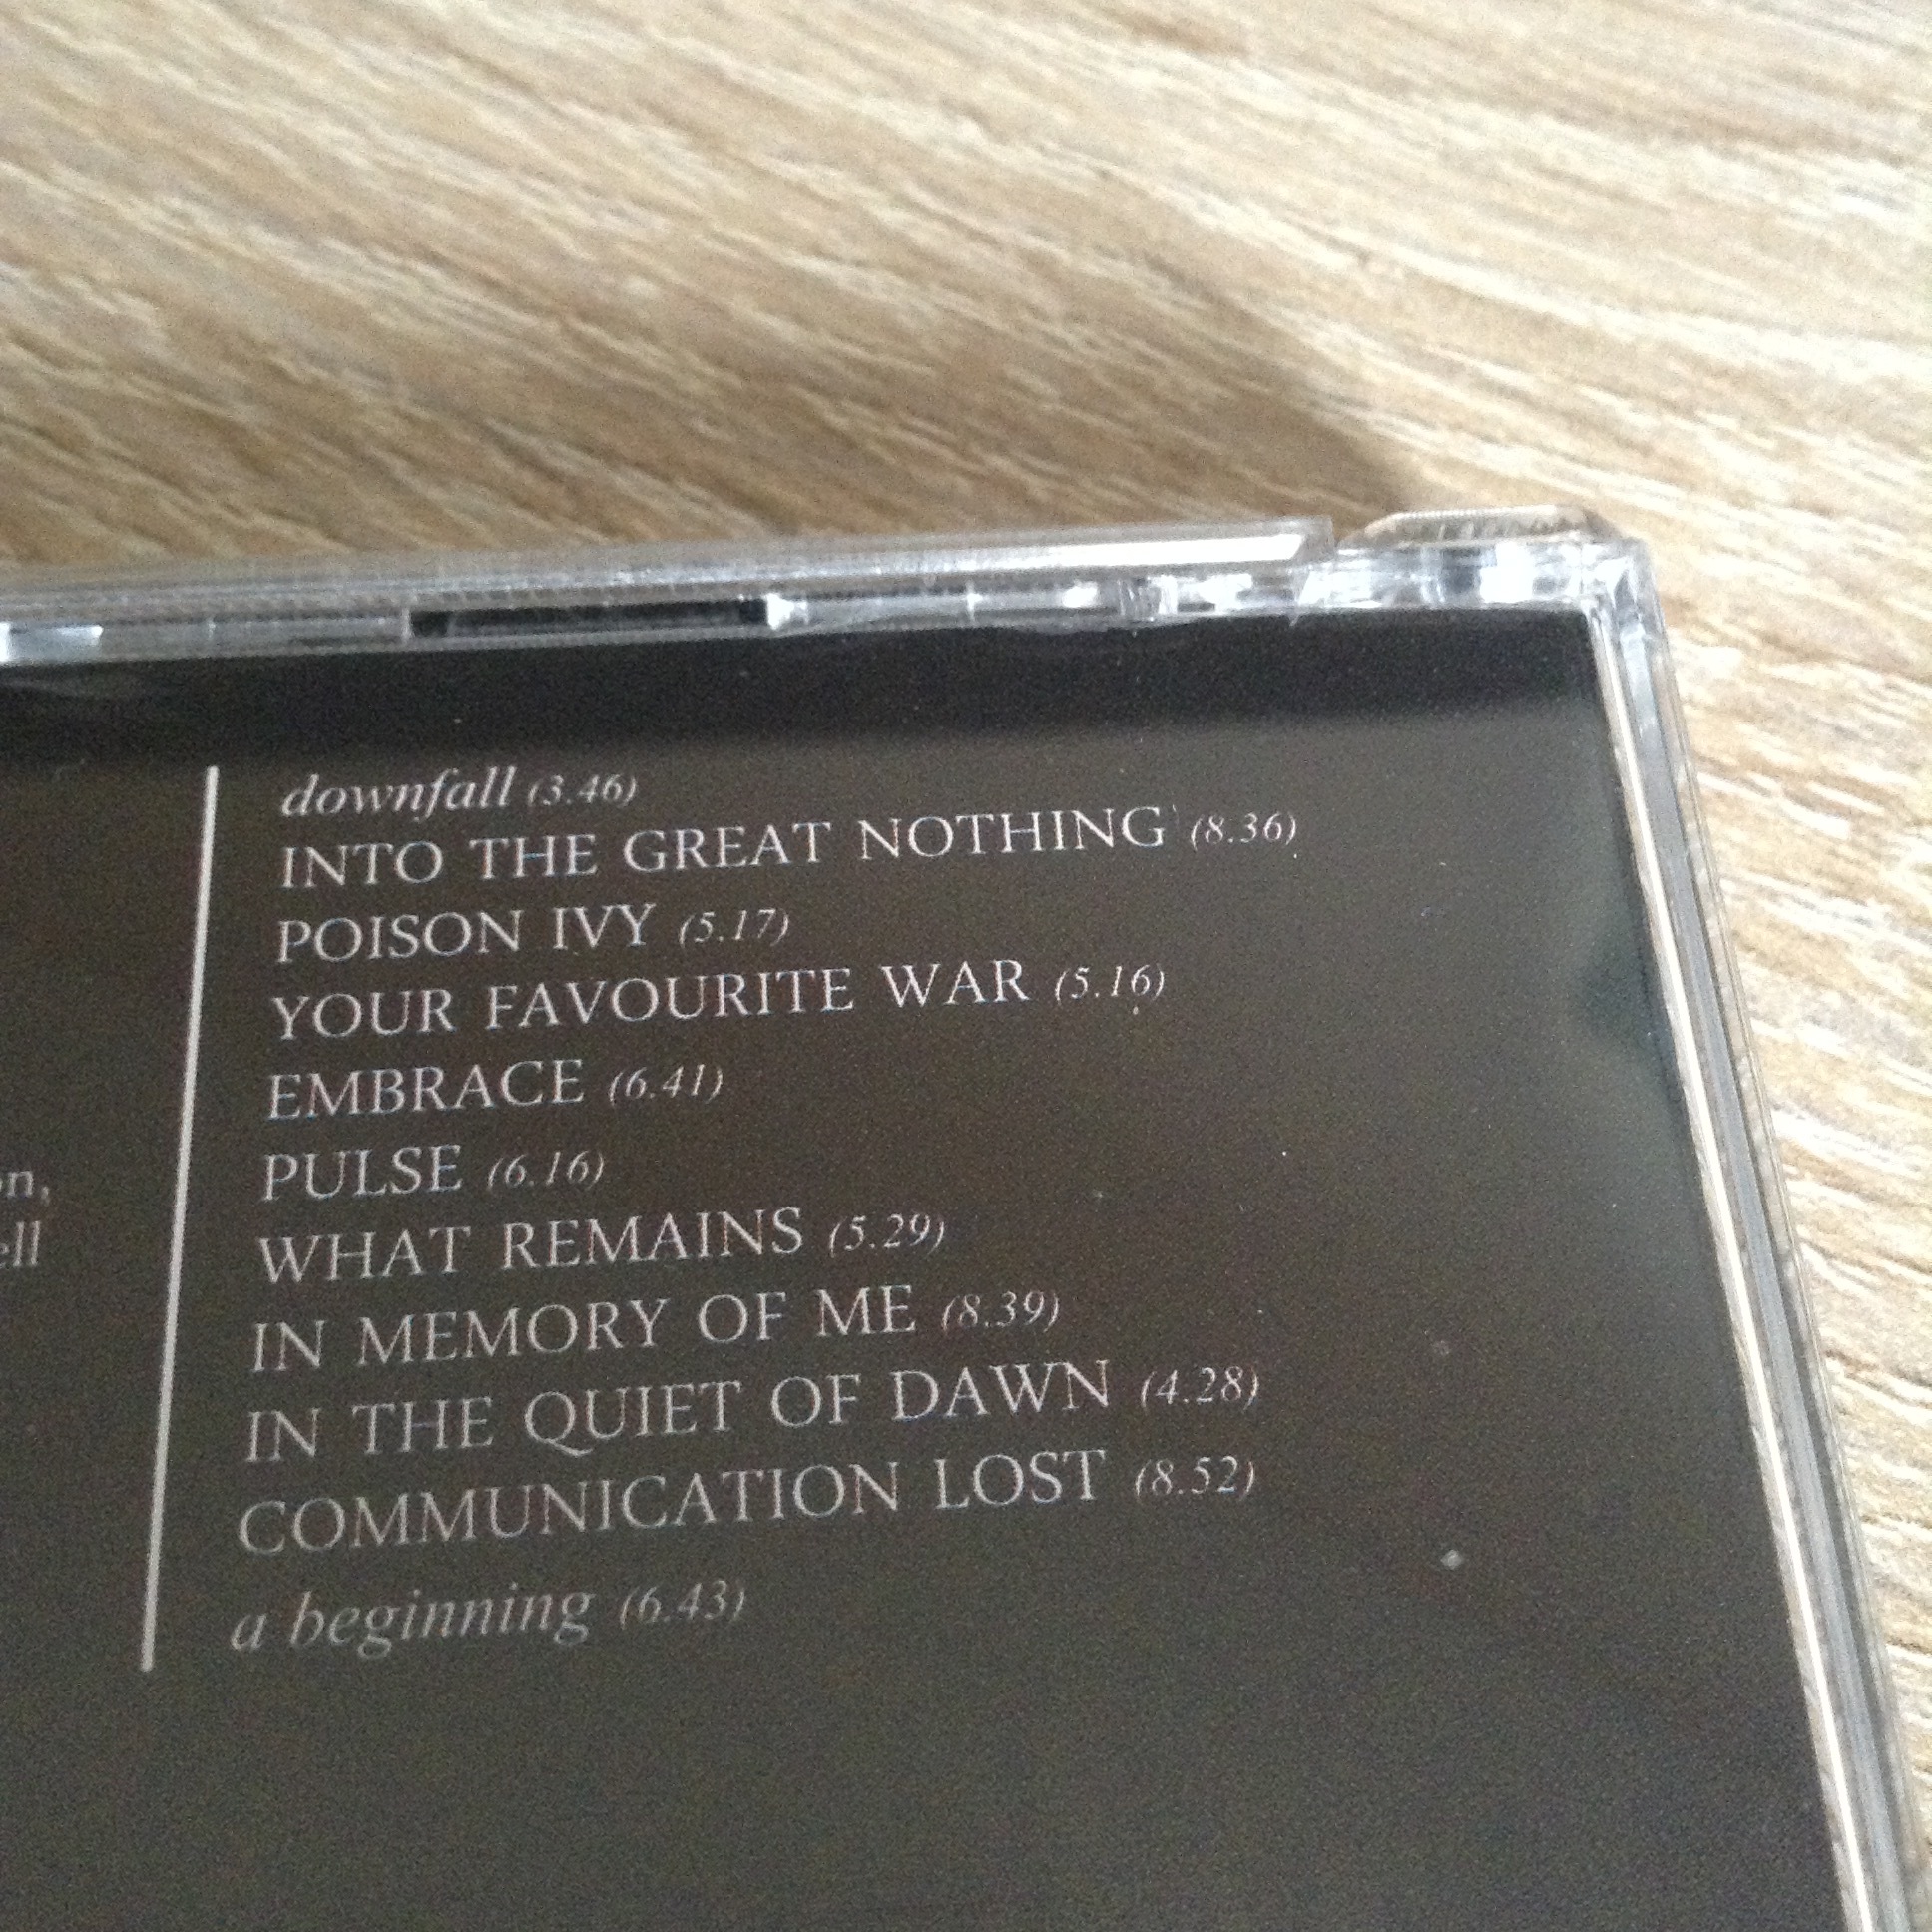 downfall (3.46)
INTO THE GREAT NOTHING (8.36)
POISON IVY (5.17)
YOUR FAVOURITE WAR (5.16)
EMBRACE (6.41)
PULSE (6.16)
WHAT REMAINS (5.29)
IN MEMORY OF ME (8.39)
IN THE QUIET OF DAWN (4.28)
COMMUNICATION LOST (8.52)
a beginning (6.43)